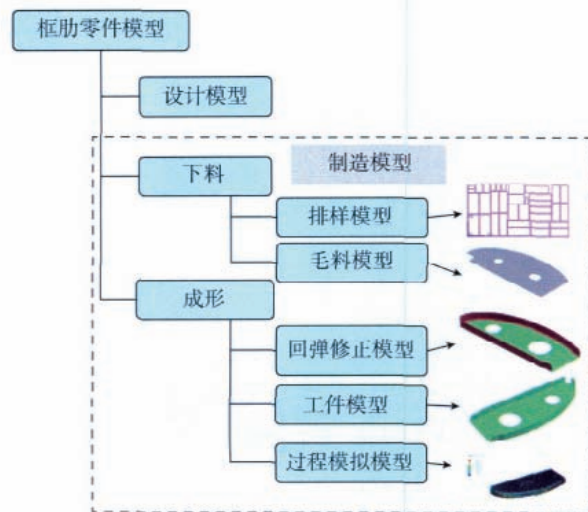 框肋零件模型
设计模型
制造模型
下料
排样模型
毛料模型
成形
回弹修正模型
工件模型
过程模拟模型